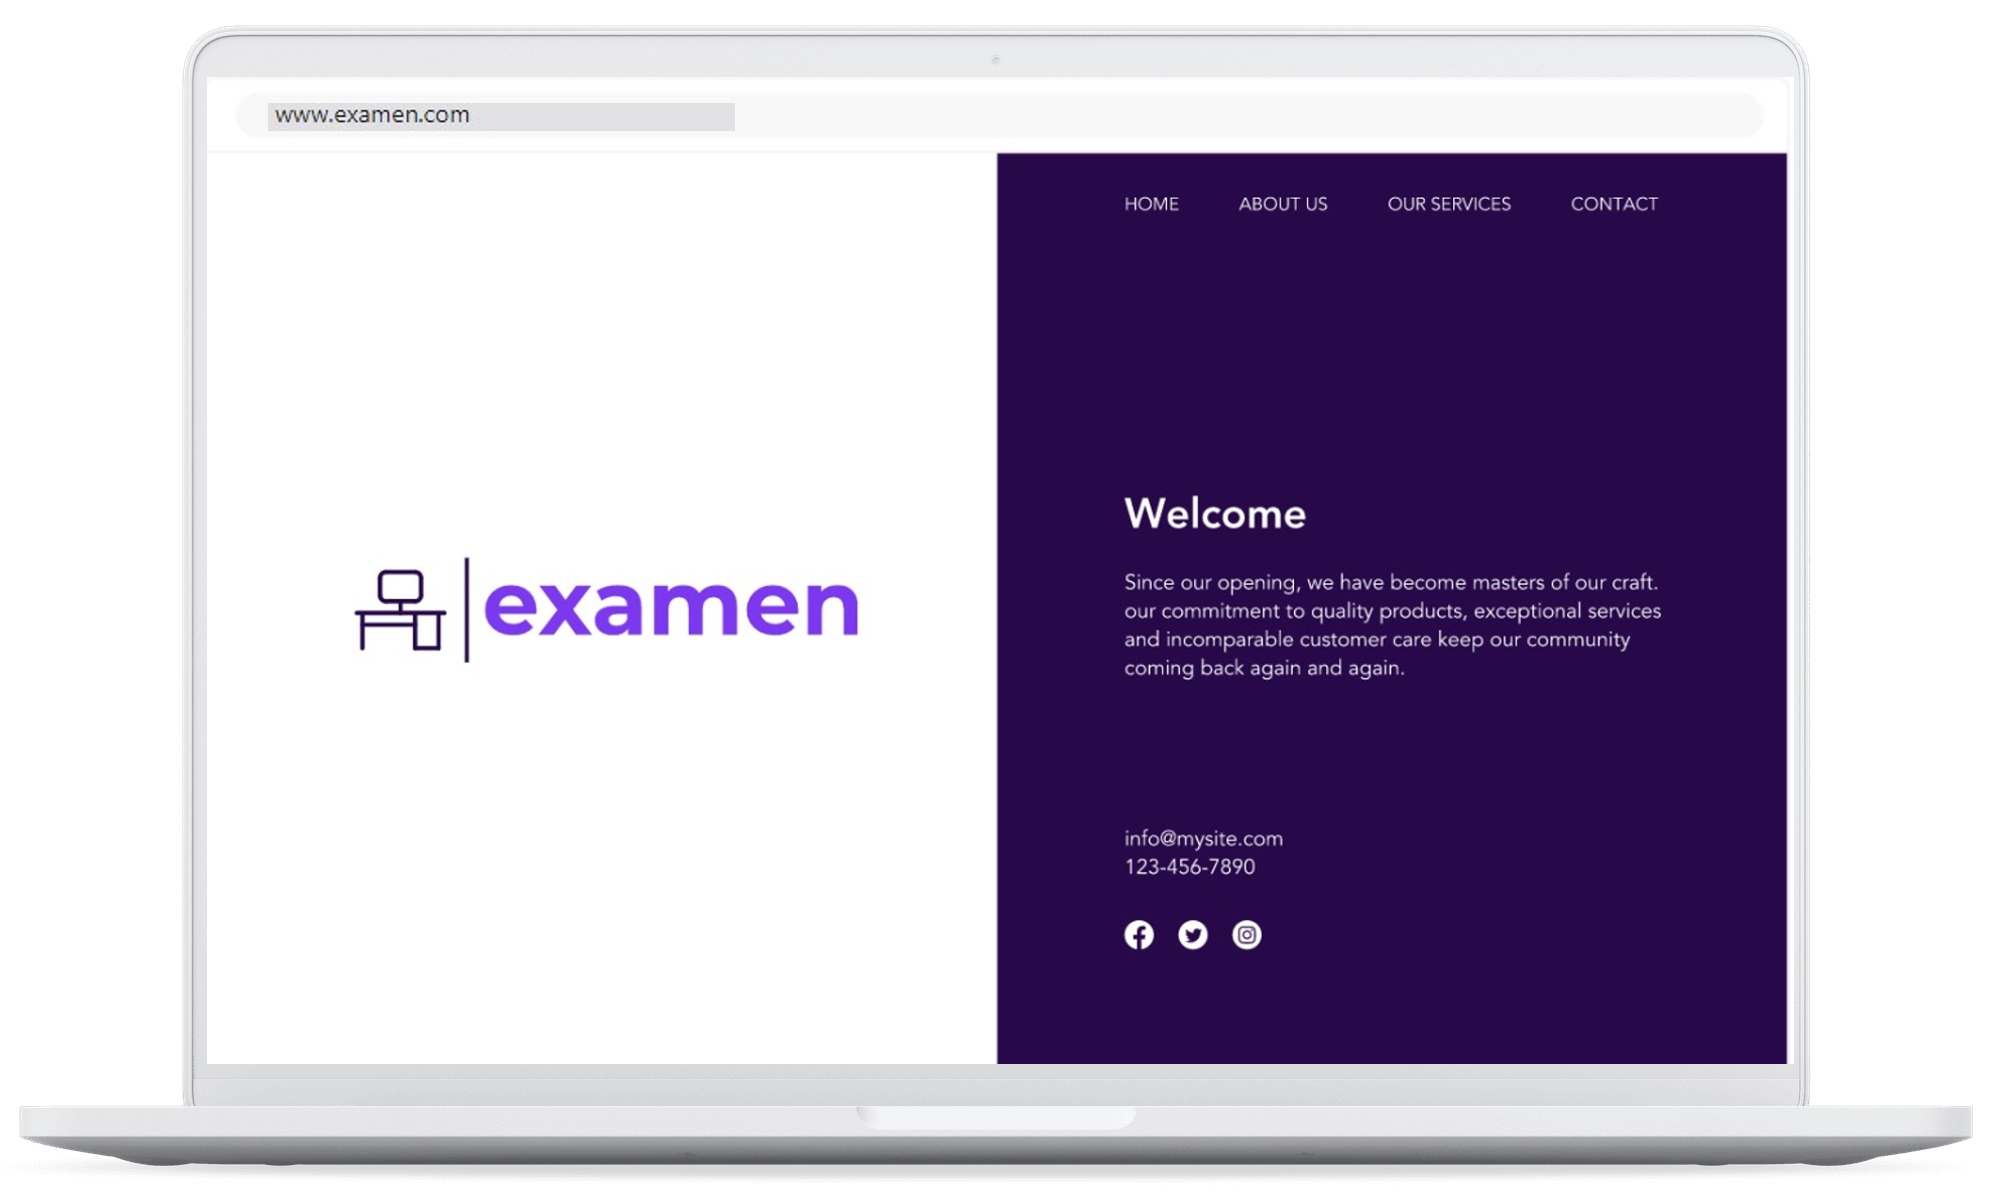 www.examen.com
HOME ABOUT US OUR SERVICES CONTACT
examen
Welcome
Since our opening, we have become masters of our craft.
our commitment to quality products, exceptional services
and incomparable customer care keep our community
coming back again and again.
info@mysite.com
123-456-7890